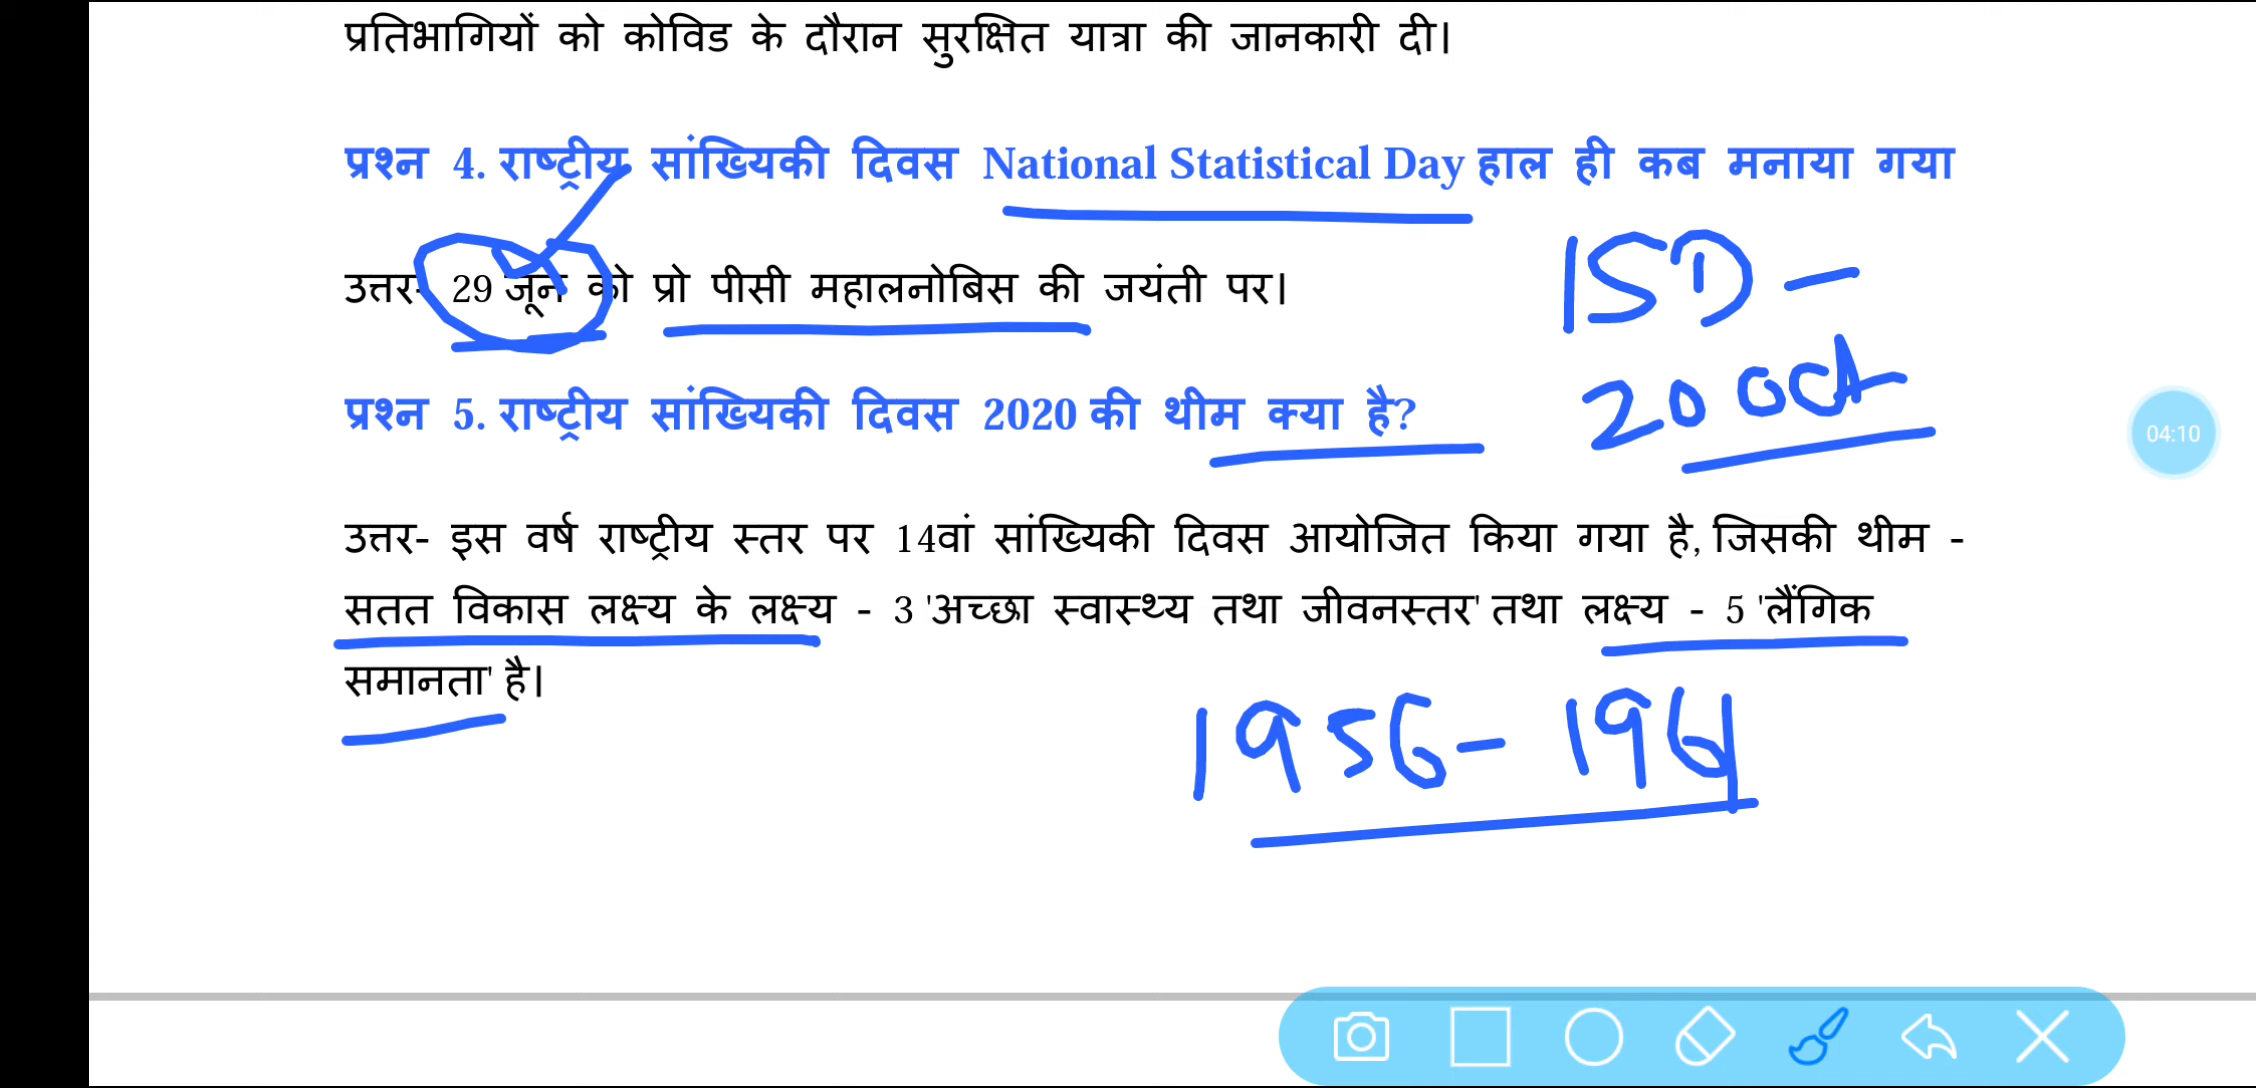 प्रतिभागियों को कोविड के दौरान सुरक्षित यात्रा की जानकारी दी।
प्रश्न 4. राष्ट्रीय सांख्यिकी दिवस National Statistical Day हाल ही कब मनाया गया
उत्तर- 29 जून को प्रो पीसी महालनोबिस की जयंती पर।
ISD -
20 Oct
प्रश्न 5. राष्ट्रीय सांख्यिकी दिवस 2020 की थीम क्या है?
04:10
उत्तर- इस वर्ष राष्ट्रीय स्तर पर 14वां सांख्यिकी दिवस आयोजित किया गया है, जिसकी थीम -
सतत विकास लक्ष्य के लक्ष्य - 3 'अच्छा स्वास्थ्य तथा जीवनस्तर' तथा लक्ष्य - 5 'लैंगिक
समानता' है।
1956-1961